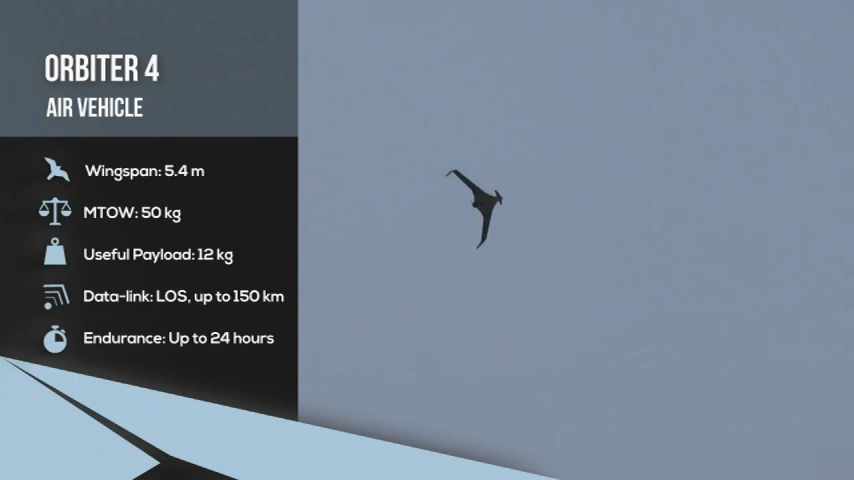 ORBITER 4
AIR VEHICLE
Wingspan: 5.4 m
MTOW: 50 kg
Useful Payload: 12 kg
Data-link: LOS, up to 150 km
Endurance: Up to 24 hours